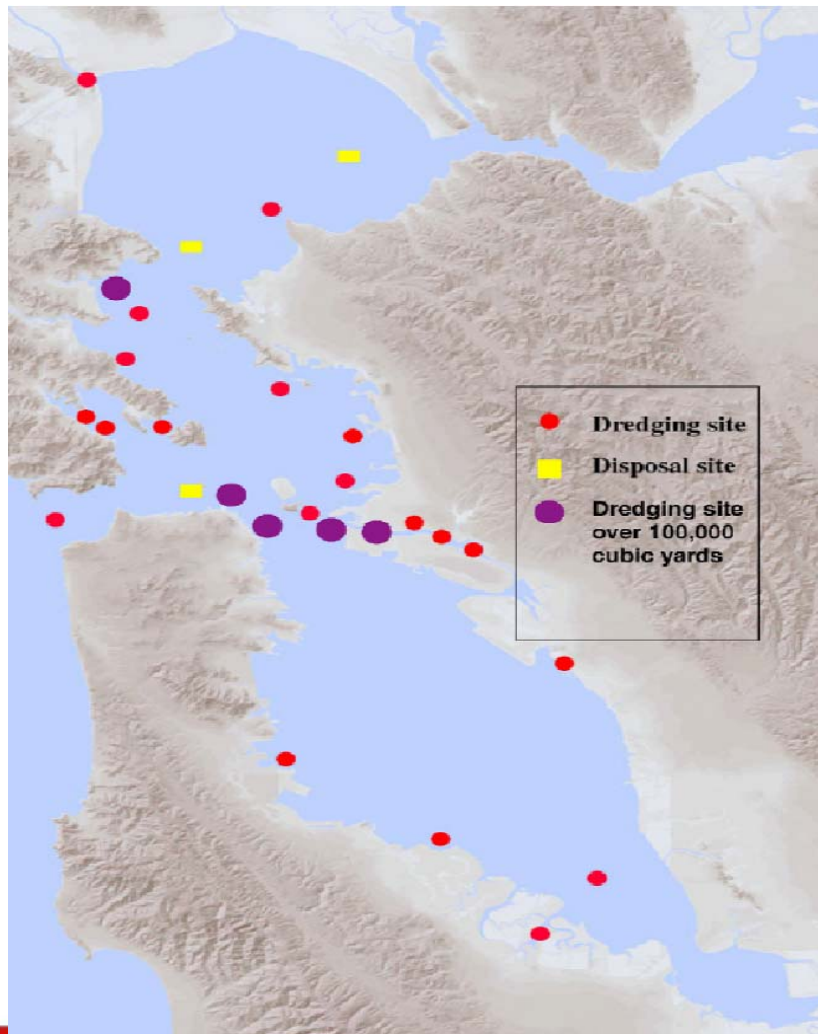 Dredging site
Disposal site
Dredging site
over 100,000
cubic yards